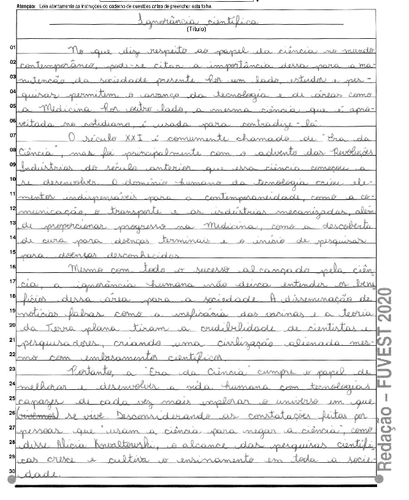 Atenção: Leia atentamente as instruções do caderno de questões antes de preencher esta folha.
Ignorância científica
(Título)
01 No que diz respeito ao papel da ciência no mundo
02 contemporâneo, pode-se citar a importância dessa para a ma-
03 nutenção da sociedade presente. Por um lado, estudos e pes-
04 quisas permitem o avanço da tecnologia e de áreas como
05 a Medicina. Por outro lado, a mesma ciência, que é apro-
06 veitada no cotidiano, é usada para contradizê-la.
07 O século XXI é comumente chamado de "Era da
08 Ciência", mas foi principalmente com o advento das Revoluções
09 Industriais do século anterior que essa ciência começou a
10 se desenvolver. O domínio humano da tecnologia criou ele-
11 mentos indispensáveis para a contemporaneidade, como a co-
12 municação, o transporte e as indústrias mecanizadas, além
13 de proporcionar progresso na Medicina, como a descoberta
14 de cura para doenças terminais e o início de pesquisas
15 para doenças desconhecidas.
16 Mesmo com todo o sucesso alcançado pela ciên-
17 cia, a ignorância humana não deixa entender os bene-
18 fícios dessa área para a sociedade. A disseminação de
19 notícias falsas como a ineficácia das vacinas e a teoria
20 da Terra plana, tiram a credibilidade de cientistas e
21 pesquisadores, criando uma civilização alienada mes-
22 mo com embasamentos científicos.
23 Portanto, a "Era da Ciência" cumpre o papel de
24 melhorar e desenvolver a vida humana com tecnologias
25 capazes de cada vez mais explorar o universo em que
26 se vive. Desconsiderando as constatações feitas por
27 pessoas que "usam a ciência para negar a ciência", como
28 disse Alicia Kowaltowski, o alcance das pesquisas científi-
29 cas cresce e cultiva o ensinamento em toda a socie-
30 dade.
Redação – FUVEST 2020